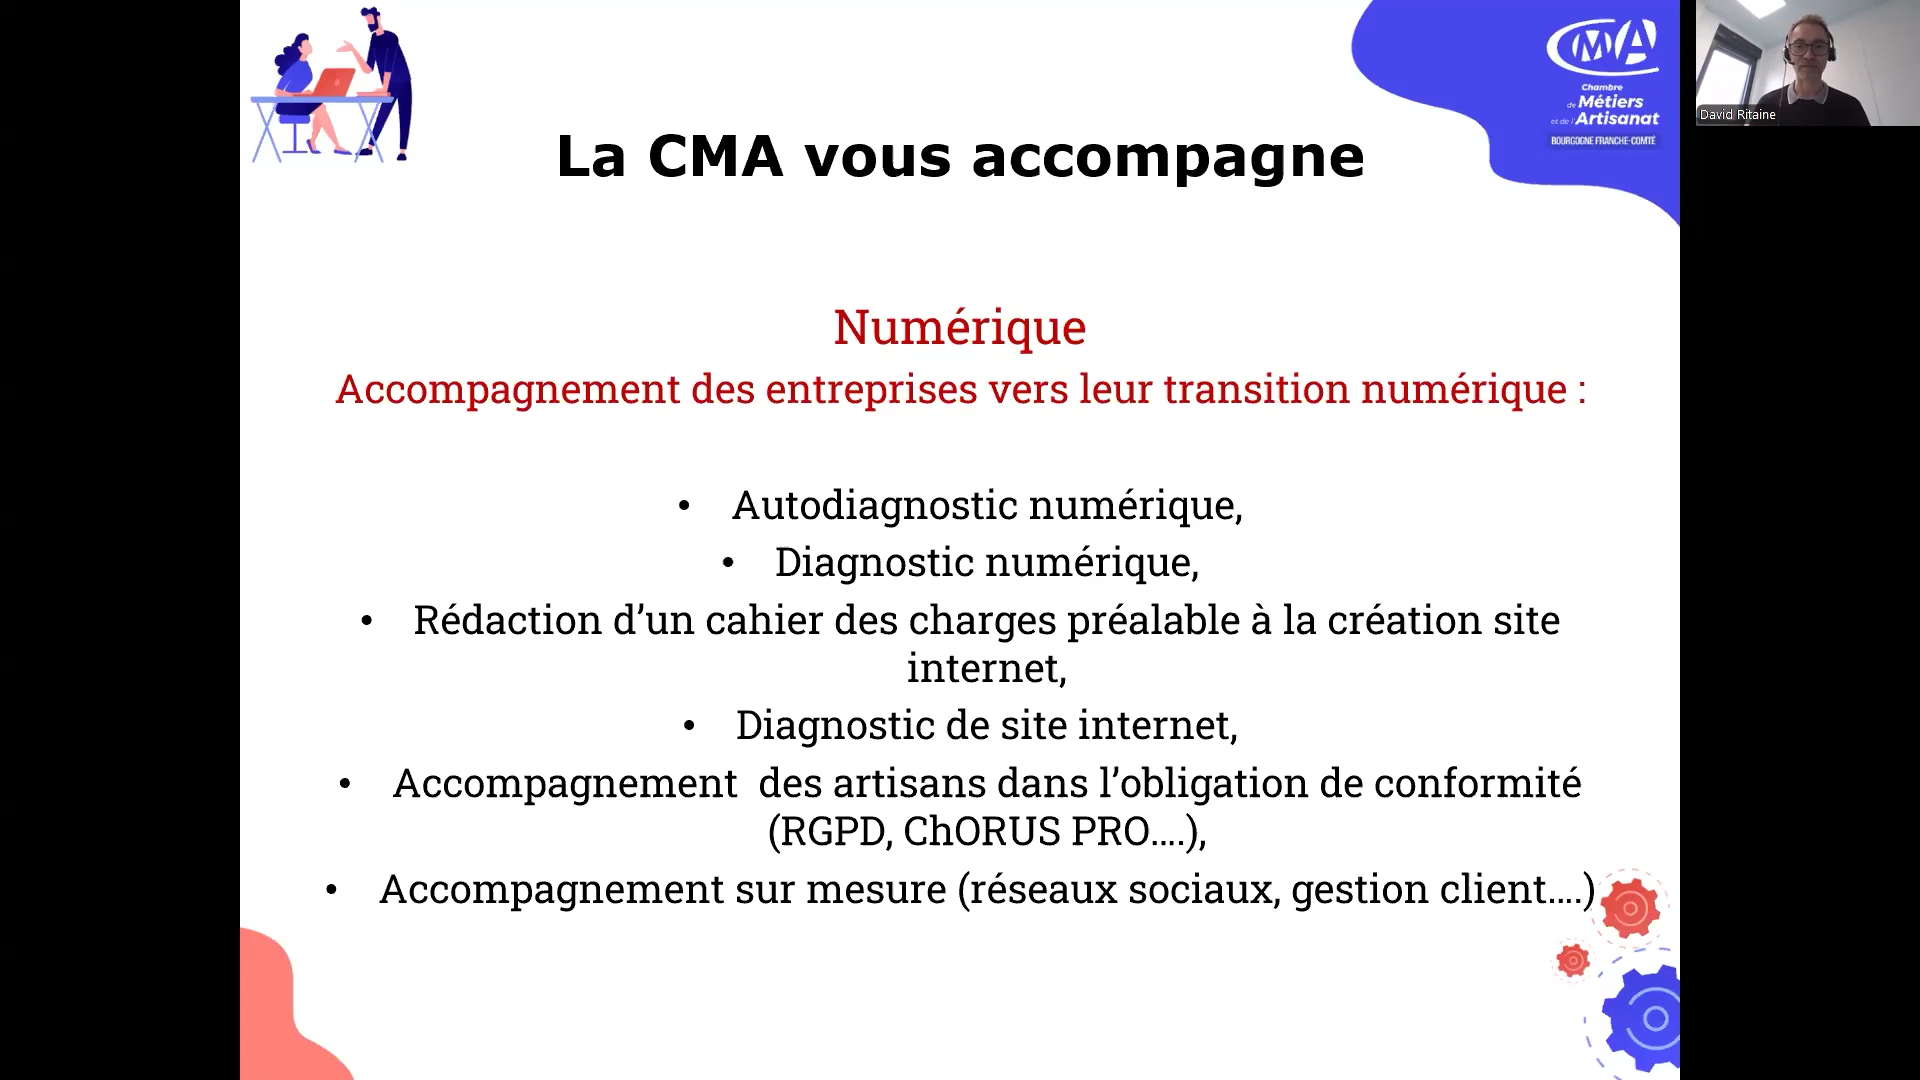 CMA
Chambre
de Métiers
et de l'Artisanat
BOURGOGNE FRANCHE-COMTÉ
David Ritaine
La CMA vous accompagne
Numérique
Accompagnement des entreprises vers leur transition numérique :
• Autodiagnostic numérique,
• Diagnostic numérique,
• Rédaction d’un cahier des charges préalable à la création site
internet,
• Diagnostic de site internet,
• Accompagnement  des artisans dans l’obligation de conformité
(RGPD, ChORUS PRO….),
• Accompagnement sur mesure (réseaux sociaux, gestion client….)